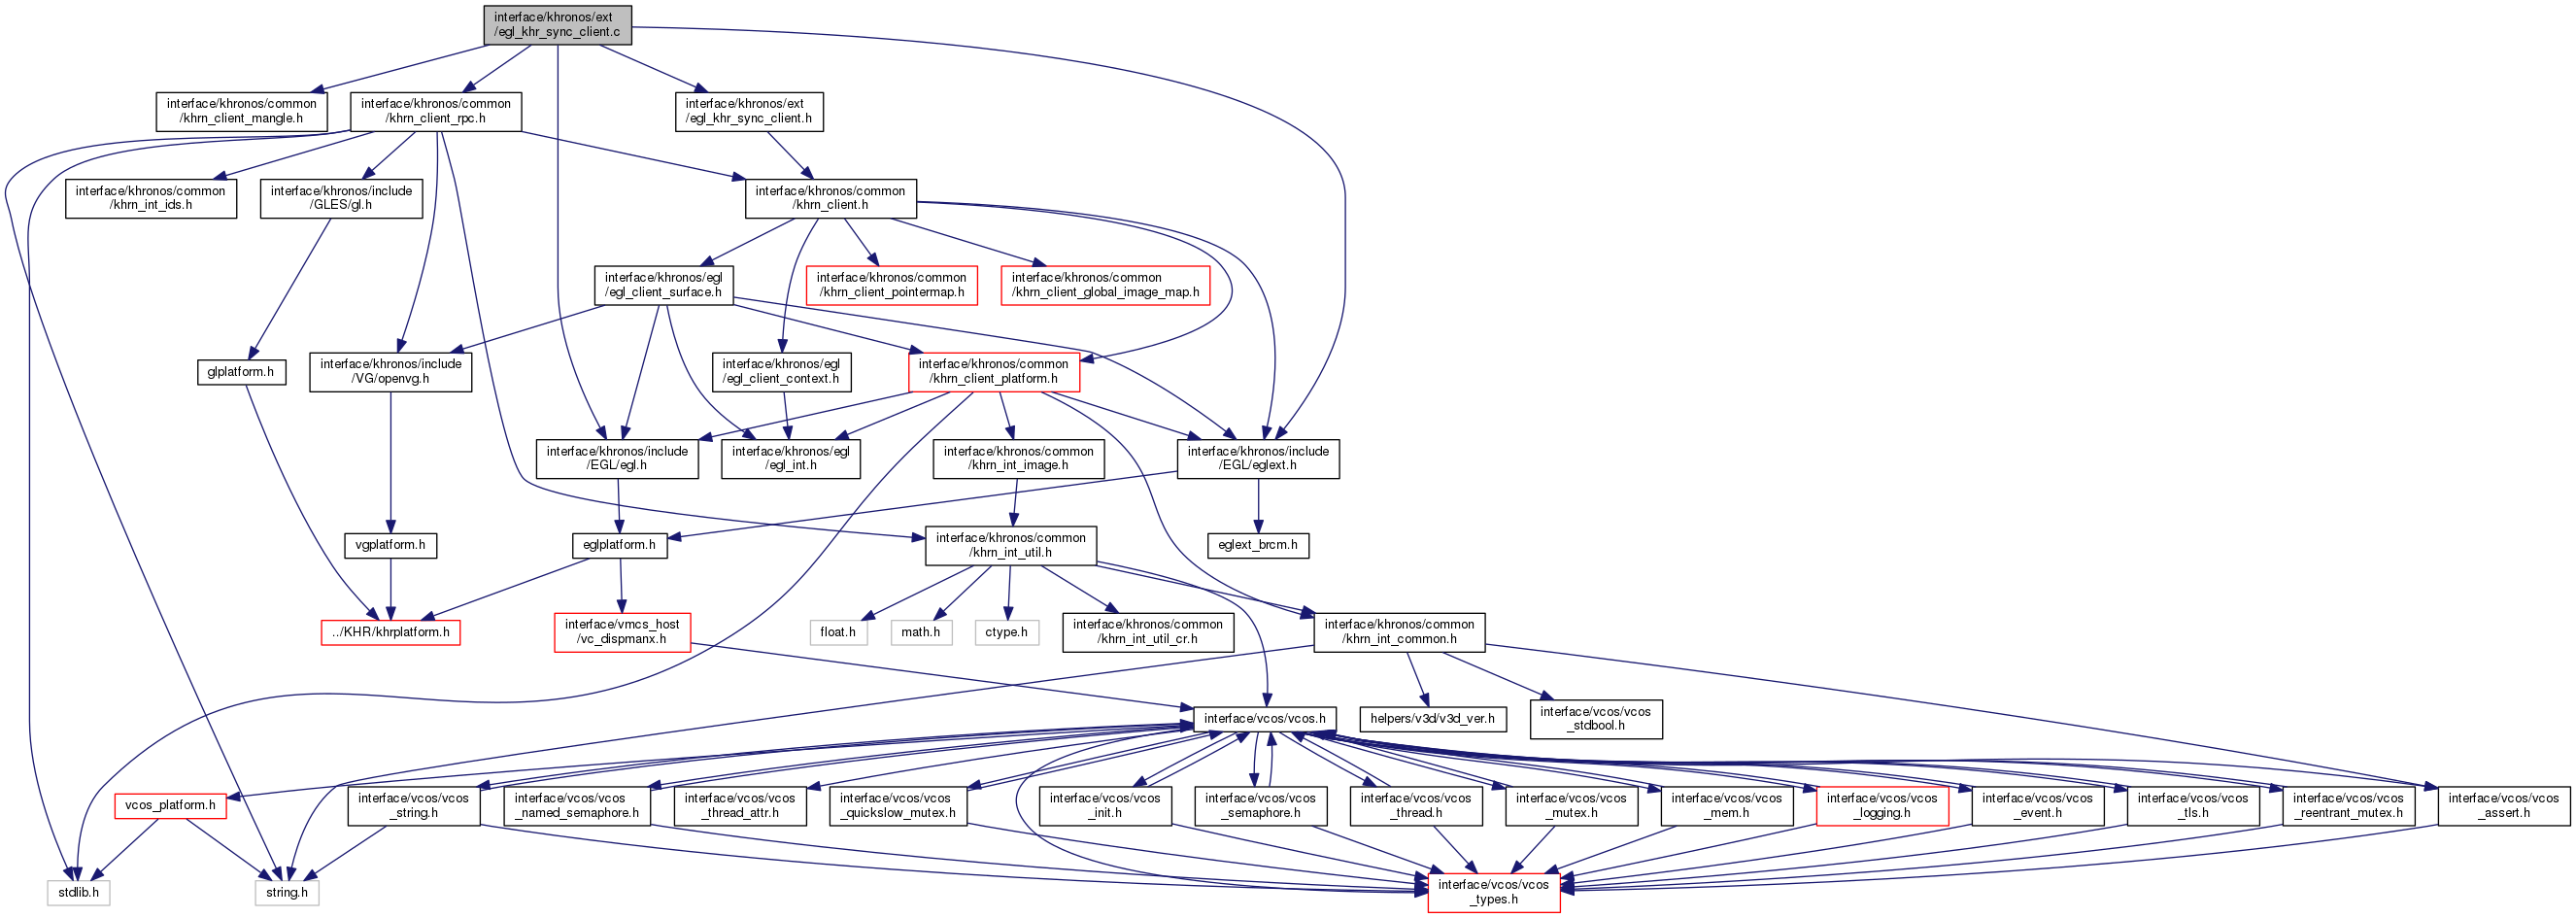 interface/khronos/ext
/egl_khr_sync_client.c
interface/khronos/common
/khrn_client_mangle.h
interface/khronos/common
/khrn_client_rpc.h
interface/khronos/ext
/egl_khr_sync_client.h
interface/khronos/common
/khrn_int_ids.h
interface/khronos/include
/GLES/gl.h
interface/khronos/common
/khrn_client.h
interface/khronos/egl
/egl_client_surface.h
interface/khronos/common
/khrn_client_pointermap.h
interface/khronos/common
/khrn_client_global_image_map.h
glplatform.h
interface/khronos/include
/VG/openvg.h
interface/khronos/egl
/egl_client_context.h
interface/khronos/common
/khrn_client_platform.h
interface/khronos/include
/EGL/egl.h
interface/khronos/egl
/egl_int.h
interface/khronos/common
/khrn_int_image.h
interface/khronos/include
/EGL/eglext.h
vgplatform.h
eglplatform.h
interface/khronos/common
/khrn_int_util.h
eglext_brcm.h
../KHR/khrplatform.h
interface/vmcs_host
/vc_dispmanx.h
float.h
math.h
ctype.h
interface/khronos/common
/khrn_int_util_cr.h
interface/khronos/common
/khrn_int_common.h
interface/vcos/vcos.h
helpers/v3d/v3d_ver.h
interface/vcos/vcos
_stdbool.h
vcos_platform.h
interface/vcos/vcos
_string.h
interface/vcos/vcos
_named_semaphore.h
interface/vcos/vcos
_thread_attr.h
interface/vcos/vcos
_quickslow_mutex.h
interface/vcos/vcos
_init.h
interface/vcos/vcos
_semaphore.h
interface/vcos/vcos
_thread.h
interface/vcos/vcos
_mutex.h
interface/vcos/vcos
_mem.h
interface/vcos/vcos
_logging.h
interface/vcos/vcos
_event.h
interface/vcos/vcos
_tls.h
interface/vcos/vcos
_reentrant_mutex.h
interface/vcos/vcos
_assert.h
stdlib.h
string.h
interface/vcos/vcos
_types.h